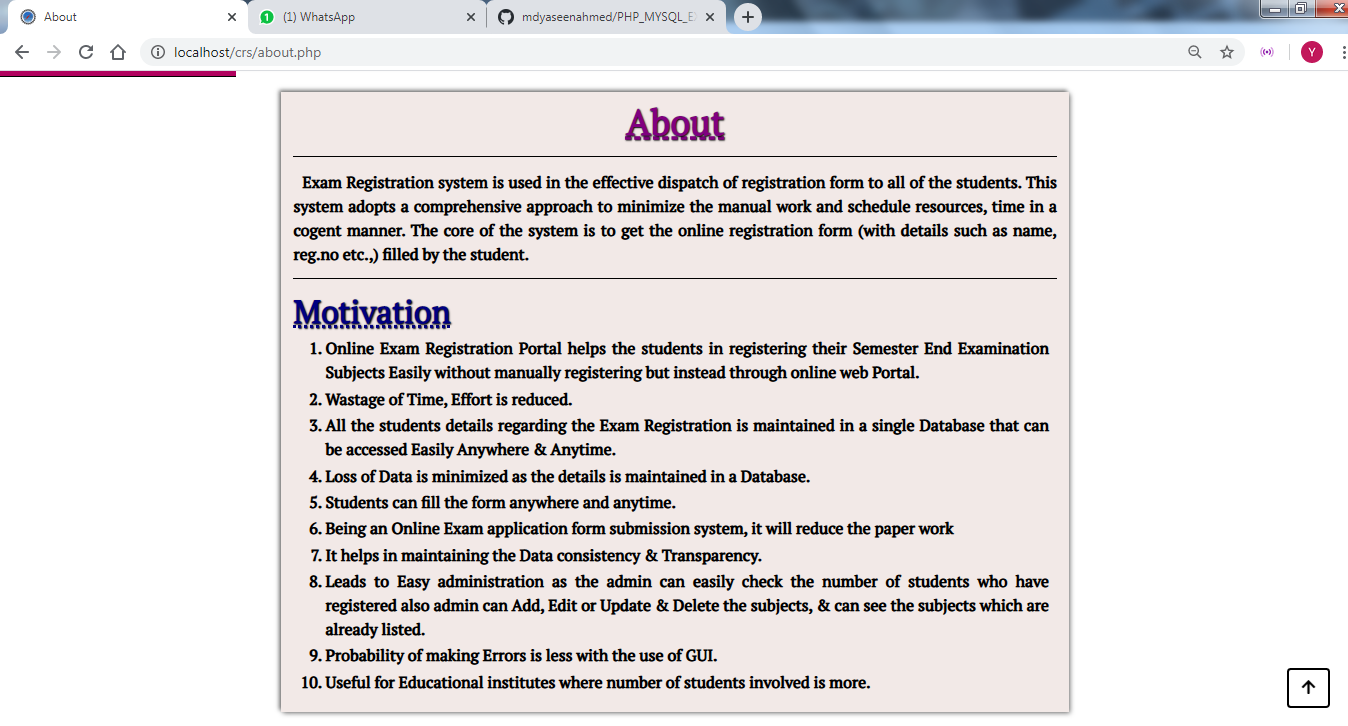 About
(1) WhatsApp
mdyaseenahmed/PHP_MYSQL_E
localhost/crs/about.php
Y
About
Exam Registration system is used in the effective dispatch of registration form to all of the students. This
system adopts a comprehensive approach to minimize the manual work and schedule resources, time in a
cogent manner. The core of the system is to get the online registration form (with details such as name,
reg.no etc.,) filled by the student.
Motivation
1. Online Exam Registration Portal helps the students in registering their Semester End Examination
Subjects Easily without manually registering but instead through online web Portal.
2. Wastage of Time, Effort is reduced.
3. All the students details regarding the Exam Registration is maintained in a single Database that can
be accessed Easily Anywhere & Anytime.
4. Loss of Data is minimized as the details is maintained in a Database.
5. Students can fill the form anywhere and anytime.
6. Being an Online Exam application form submission system, it will reduce the paper work
7. It helps in maintaining the Data consistency & Transparency.
8. Leads to Easy administration as the admin can easily check the number of students who have
registered also admin can Add, Edit or Update & Delete the subjects, & can see the subjects which are
already listed.
9. Probability of making Errors is less with the use of GUI.
10. Useful for Educational institutes where number of students involved is more.